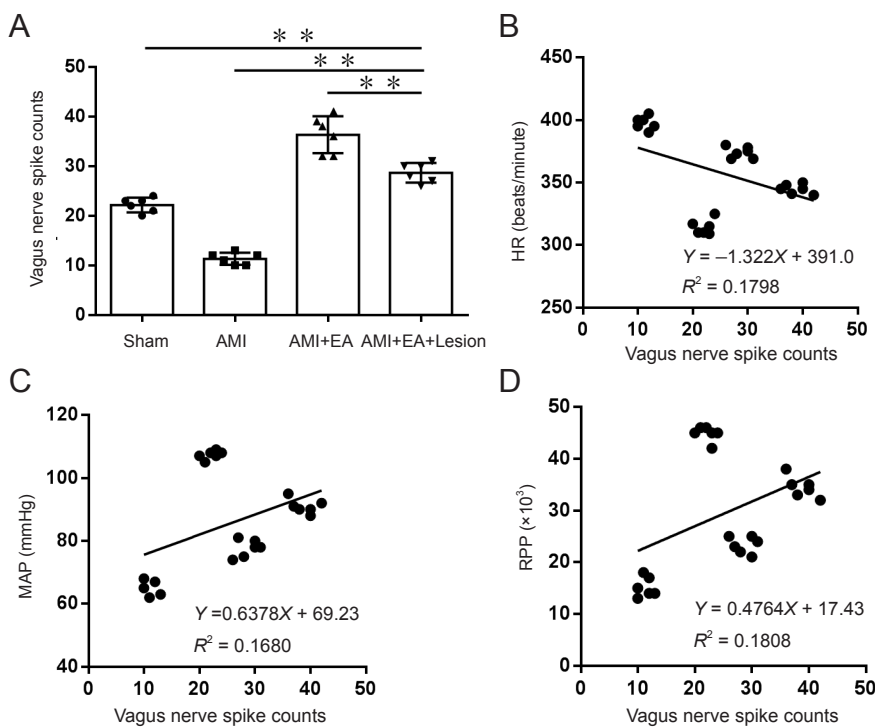 A
＊＊
＊＊
＊＊
50
40
30
20
10
0
Vagus nerve spike counts
Sham AMI AMI+EA AMI+EA+Lesion
B
450
400
350
300
250
HR (beats/minute)
Y = −1.322X + 391.0
R² = 0.1798
0 10 20 30 40 50
Vagus nerve spike counts
C
120
100
80
60
40
MAP (mmHg)
Y =0.6378X + 69.23
R² = 0.1680
0 10 20 30 40 50
Vagus nerve spike counts
D
50
40
30
20
10
0
RPP (×10³)
Y = 0.4764X + 17.43
R² = 0.1808
0 10 20 30 40 50
Vagus nerve spike counts